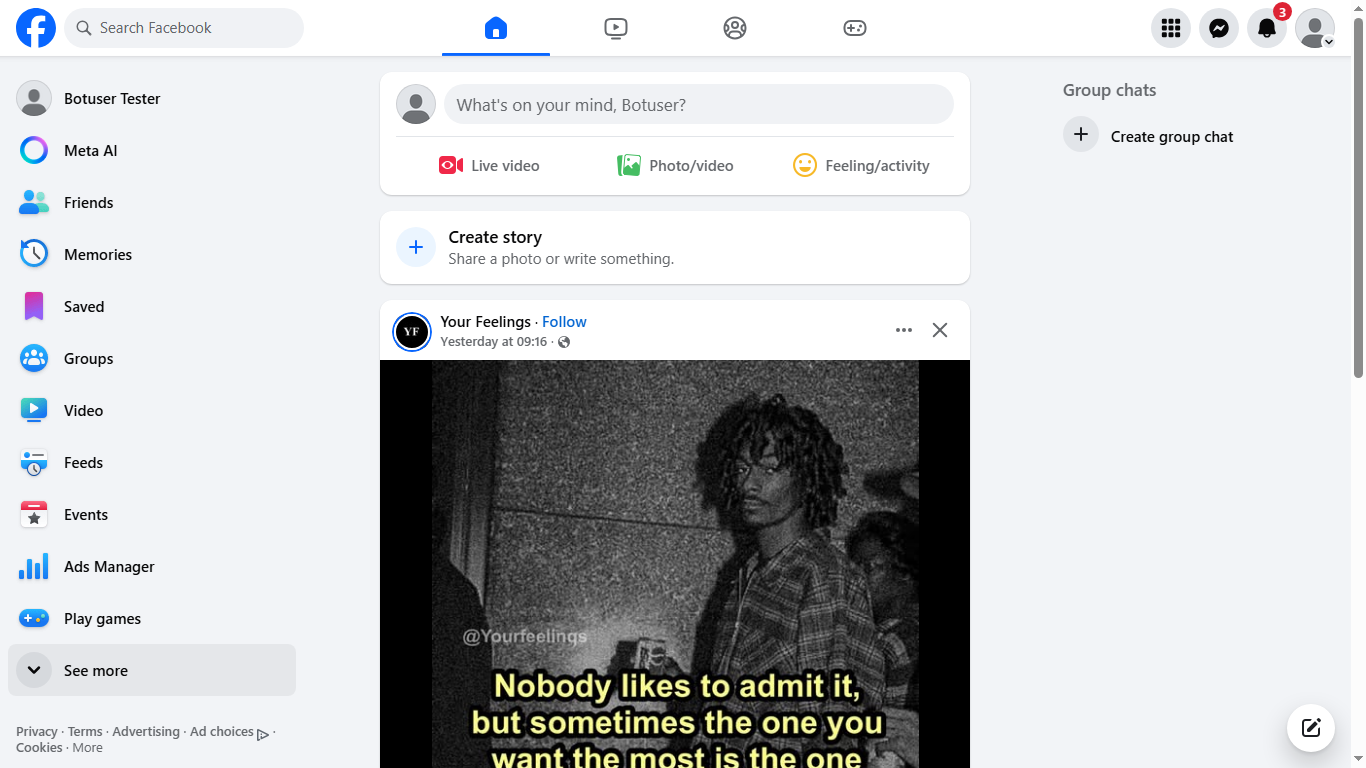 Search Facebook
3
Botuser Tester
Meta AI
Friends
Memories
Saved
Groups
Video
Feeds
Events
Ads Manager
Play games
See more
Privacy · Terms · Advertising · Ad choices ·
Cookies · More
What's on your mind, Botuser?
Live video
Photo/video
Feeling/activity
Create story
Share a photo or write something.
YF
Your Feelings · Follow
Yesterday at 09:16 ·
@Yourfeelings
Nobody likes to admit it,
but sometimes the one you
want the most is the one
Group chats
Create group chat